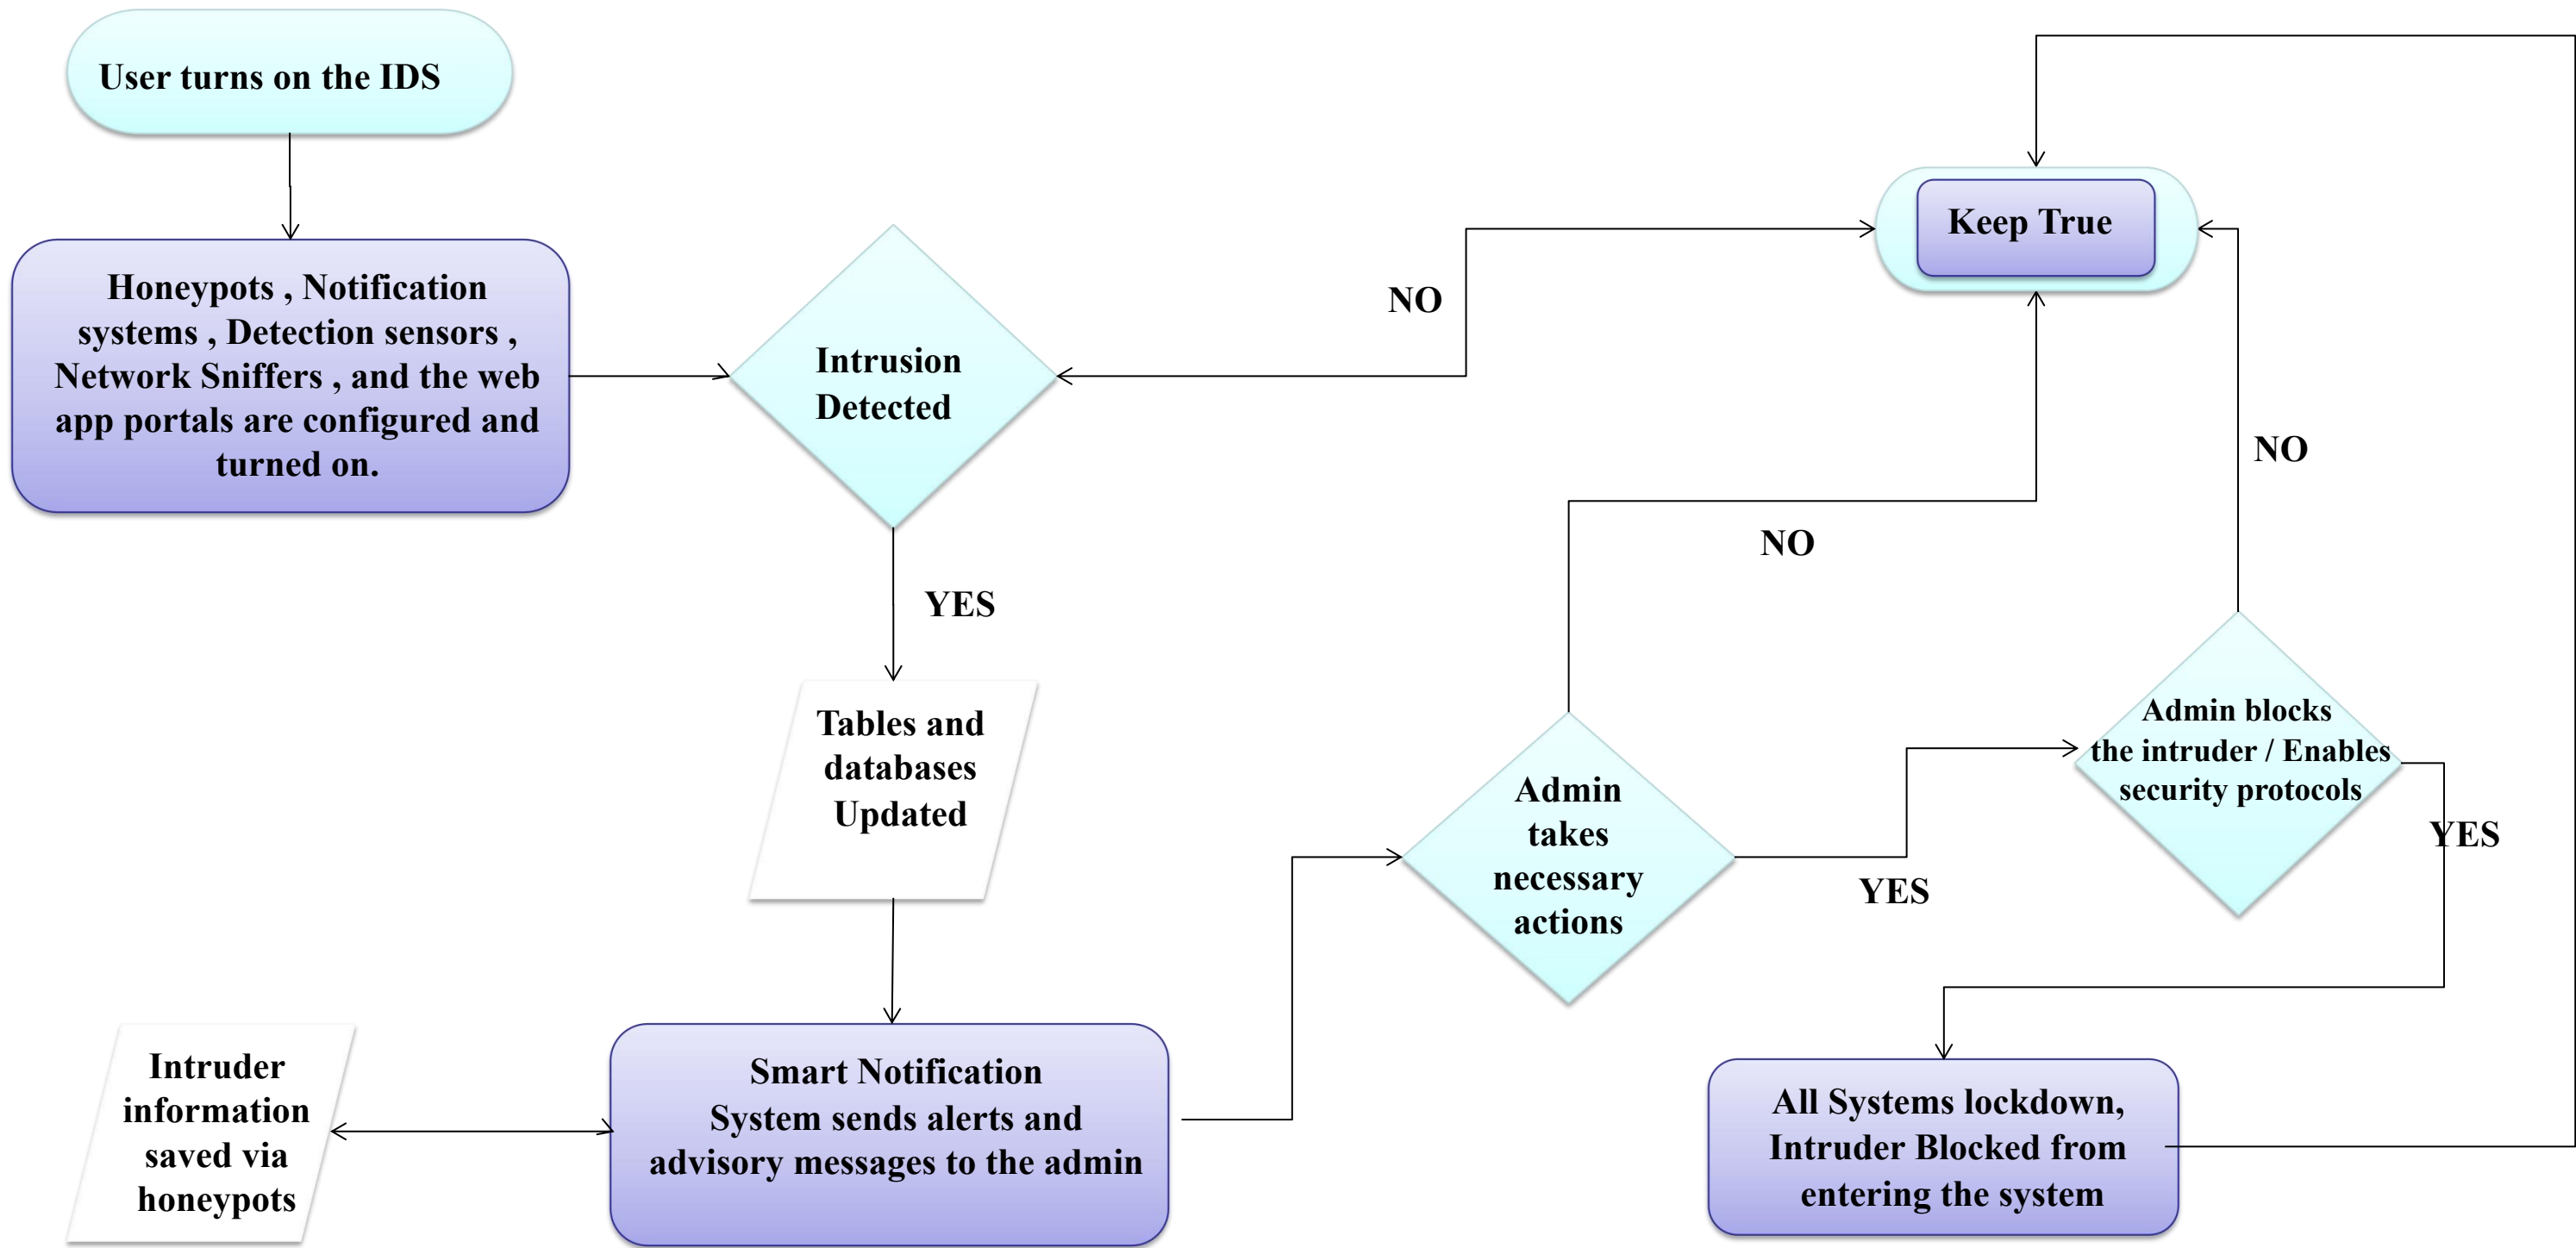 User turns on the IDS
Honeypots , Notification
systems , Detection sensors ,
Network Sniffers , and the web
app portals are configured and
turned on.
Intrusion
Detected
NO
Keep True
YES
NO
NO
Tables and
databases
Updated
Admin
takes
necessary
actions
YES
Admin blocks
the intruder / Enables
security protocols
YES
Intruder
information
saved via
honeypots
Smart Notification
System sends alerts and
advisory messages to the admin
All Systems lockdown,
Intruder Blocked from
entering the system